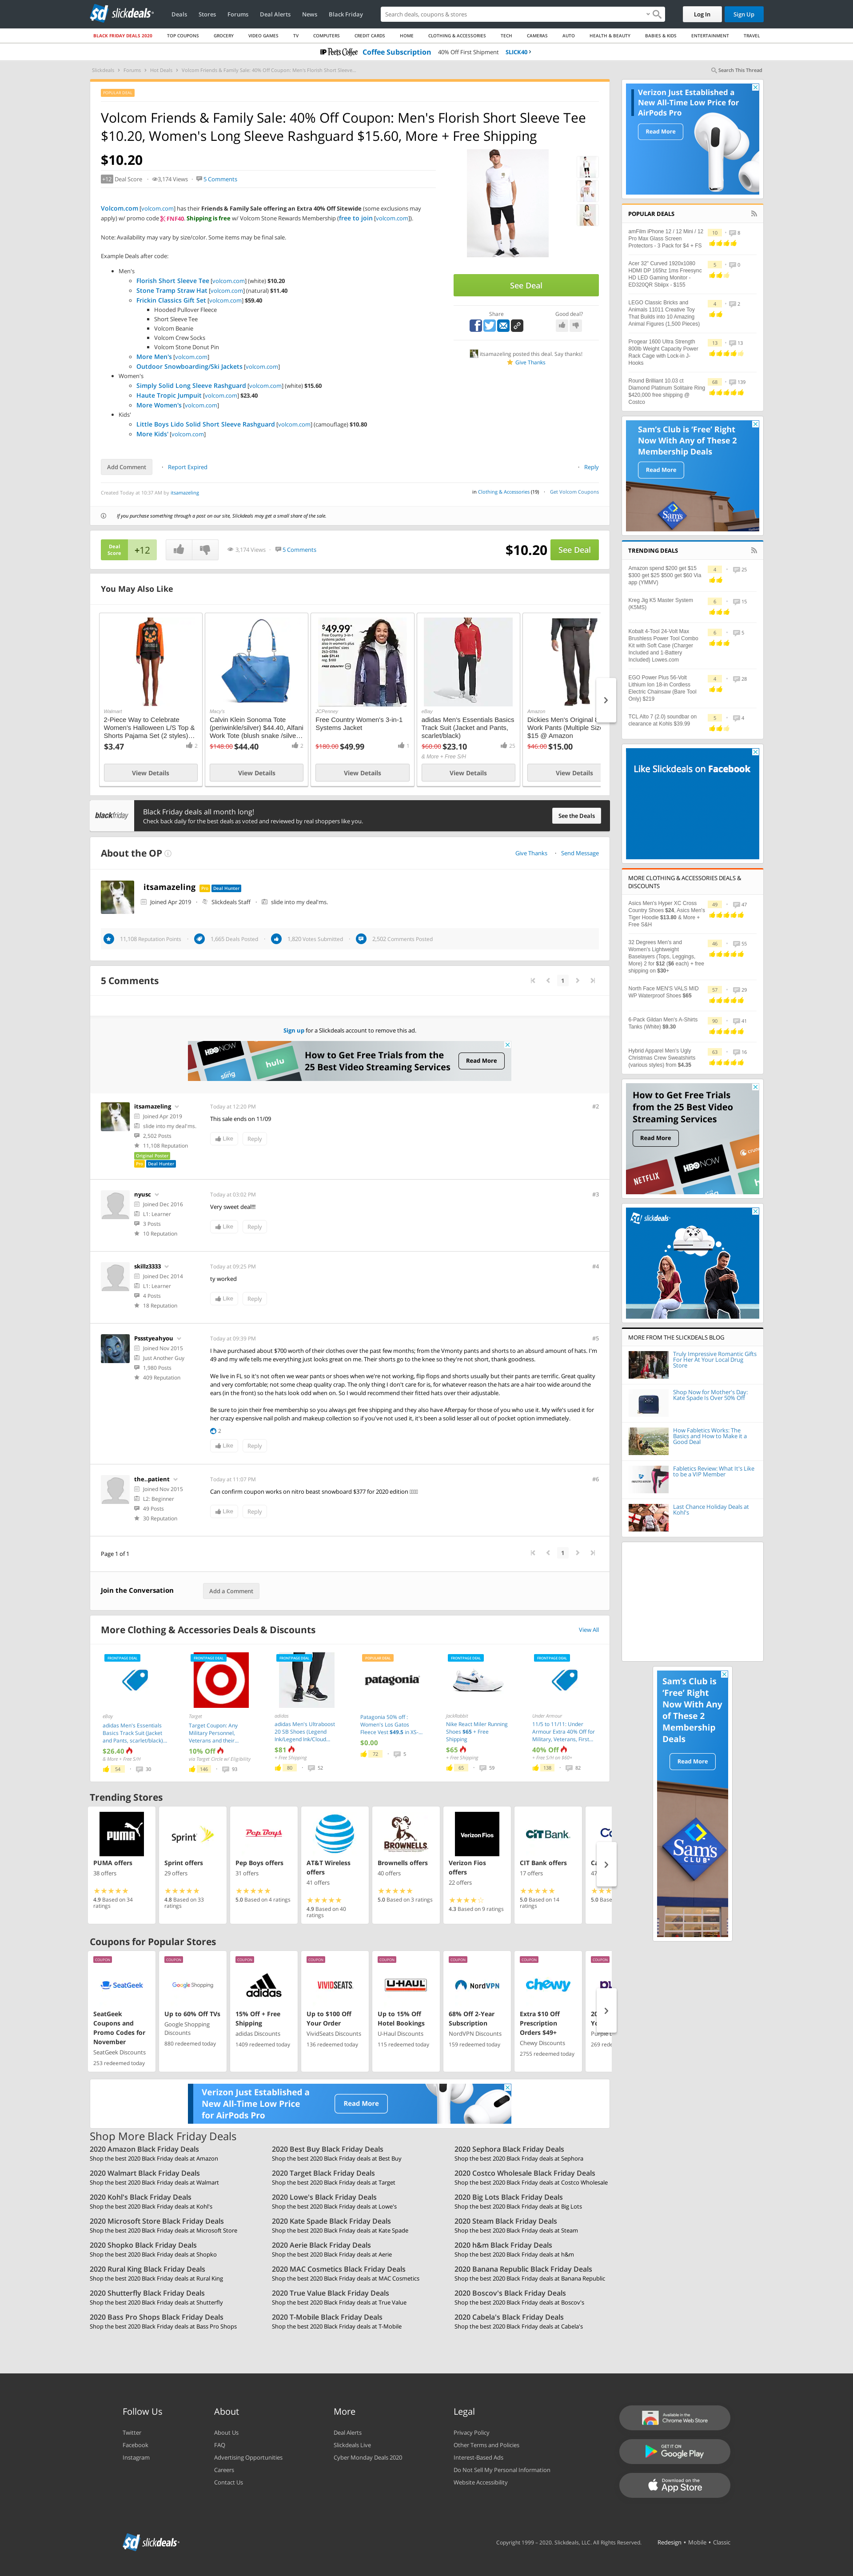 slickdeals
Deals
Stores
Forums
Deal Alerts
News
Black Friday
Search deals, coupons & stores
Log In
Sign Up
BLACK FRIDAY DEALS 2020
TOP COUPONS
GROCERY
VIDEO GAMES
TV
COMPUTERS
CREDIT CARDS
HOME
CLOTHING & ACCESSORIES
TECH
CAMERAS
AUTO
HEALTH & BEAUTY
BABIES & KIDS
ENTERTAINMENT
TRAVEL
Peet's Coffee Coffee Subscription 40% Off First Shipment SLICK40
Slickdeals > Forums > Hot Deals > Volcom Friends & Family Sale: 40% Off Coupon: Men's Florish Short Sleeve...
Search This Thread
POPULAR DEAL
Volcom Friends & Family Sale: 40% Off Coupon: Men's Florish Short Sleeve Tee
$10.20, Women's Long Sleeve Rashguard $15.60, More + Free Shipping
$10.20
+12 Deal Score 3,174 Views 5 Comments
Volcom.com [volcom.com] has their Friends & Family Sale offering an Extra 40% Off Sitewide (some exclusions may
apply) w/ promo code FNF40. Shipping is free w/ Volcom Stone Rewards Membership (free to join [volcom.com]).
Note: Availability may vary by size/color. Some items may be final sale.
Example Deals after code:
Men's
Florish Short Sleeve Tee [volcom.com] (white) $10.20
Stone Tramp Straw Hat [volcom.com] (natural) $11.40
Frickin Classics Gift Set [volcom.com] $59.40
Hooded Pullover Fleece
Short Sleeve Tee
Volcom Beanie
Volcom Crew Socks
Volcom Stone Donut Pin
More Men's [volcom.com]
Outdoor Snowboarding/Ski Jackets [volcom.com]
Women's
Simply Solid Long Sleeve Rashguard [volcom.com] (white) $15.60
Haute Tropic Jumpuit [volcom.com] $23.40
More Women's [volcom.com]
Kids'
Little Boys Lido Solid Short Sleeve Rashguard [volcom.com] (camouflage) $10.80
More Kids' [volcom.com]
See Deal
Share
Good deal?
itsamazeling posted this deal. Say thanks!
Give Thanks
Add Comment
Report Expired
Reply
Created Today at 10:37 AM by itsamazeling
in Clothing & Accessories (19)
Get Volcom Coupons
If you purchase something through a post on our site, Slickdeals may get a small share of the sale.
Deal
Score
+12
3,174 Views
5 Comments
$10.20
See Deal
You May Also Like
Walmart
2-Piece Way to Celebrate
Women's Halloween L/S Top &
Shorts Pajama Set (2 styles)...
$3.47
2
View Details
Macy's
Calvin Klein Sonoma Tote
(periwinkle/silver) $44.40, Alfani
Work Tote (blush snake /silve...
$148.00 $44.40
2
View Details
$49.99*
JCPenney
Free Country Women's 3-in-1
Systems Jacket
$180.00 $49.99
1
View Details
eBay
adidas Men's Essentials Basics
Track Suit (Jacket and Pants,
scarlet/black)
$60.00 $23.10
25
& More + Free S/H
View Details
Amazon
Dickies Men's Original
Work Pants (Multiple Siz
$15 @ Amazon
$46.00 $15.00
View Details
blackfriday
Black Friday deals all month long!
Check back daily for the best deals as voted and reviewed by real shoppers like you.
See the Deals
About the OP
Give Thanks
Send Message
itsamazeling Pro Deal Hunter
Joined Apr 2019
Slickdeals Staff
slide into my deal'ms.
11,108 Reputation Points
1,665 Deals Posted
1,820 Votes Submitted
2,502 Comments Posted
5 Comments
1
Sign up for a Slickdeals account to remove this ad.
HBO NOW
sling
hulu
How to Get Free Trials from the
25 Best Video Streaming Services
Read More
itsamazeling
Joined Apr 2019
slide into my deal'ms.
2,502 Posts
11,108 Reputation
Original Poster
Pro Deal Hunter
Today at 12:20 PM
#2
This sale ends on 11/09
Like
Reply
nyusc
Joined Dec 2016
L1: Learner
3 Posts
10 Reputation
Today at 03:02 PM
#3
Very sweet deal!!!
Like
Reply
skillz3333
Joined Dec 2014
L1: Learner
4 Posts
18 Reputation
Today at 09:25 PM
#4
ty worked
Like
Reply
Pssstyeahyou
Joined Nov 2015
Just Another Guy
1,980 Posts
409 Reputation
Today at 09:39 PM
#5
I have purchased about $700 worth of their clothes over the past few months; from the Vmonty pants and shorts to an absurd amount of hats. I'm
49 and my wife tells me everything just looks great on me. Their shorts go to the knee so they're not short, thank goodness.
We live in FL so it's not often we wear pants or shoes when we're not working, flip flops and shorts usually but their pants are terrific. Great quality
and they don't look or wear like some cheap quality crap from some random maker. The only thing I don't care for is, for whatever reason the hats are a hair too wide around the
ears (in the front) so the hats look odd when on. So I would recommend trying on their hats over their adjustable.
Be sure to join their free membership so you always get free shipping and they also have Afterpay for those of you who use it. My wife's used it for
her crazy expensive nail polish and makeup collection so if you've not used it, it's been a solid lesser all out of pocket option immediately.
2
Like
Reply
the..patient
Joined Nov 2015
L2: Beginner
49 Posts
30 Reputation
Today at 11:07 PM
#6
Can confirm coupon works on nitro beast snowboard $377 for 2020 edition
Like
Reply
Page 1 of 1
1
Join the Conversation
Add a Comment
More Clothing & Accessories Deals & Discounts
View All
FRONTPAGE DEAL
eBay
adidas Men's Essentials
Basics Track Suit (Jacket
and Pants, scarlet/black)...
$26.40
& More + Free S/H
54
30
FRONTPAGE DEAL
Target
Target Coupon: Any
Military Personnel,
Veterans and their...
10% Off
via Target Circle w/ Eligibility
146
93
FRONTPAGE DEAL
adidas
adidas Men's Ultraboost
20 SB Shoes (Legend
Ink/Legend Ink/Cloud...
$81
+ Free Shipping
80
52
POPULAR DEAL
patagonia
Patagonia 50% off :
Women's Los Gatos
Fleece Vest $49.5 in XS-...
$0.00
72
5
FRONTPAGE DEAL
JackRabbit
Nike React Miler Running
Shoes $65 + Free
Shipping
$65
+ Free Shipping
65
59
FRONTPAGE DEAL
Under Armour
11/5 to 11/11: Under
Armour Extra 40% Off for
Military, Veterans, First...
40% Off
+ Free S/H on $60+
138
82
Trending Stores
PUMA
PUMA offers
38 offers
4.9 Based on 34
ratings
Sprint
Sprint offers
29 offers
4.8 Based on 33
ratings
Pep Boys
Pep Boys offers
31 offers
5.0 Based on 4 ratings
AT&T
AT&T Wireless
offers
41 offers
4.9 Based on 40
ratings
BROWNELLS
Brownells offers
40 offers
5.0 Based on 3 ratings
Verizon Fios
Verizon Fios
offers
22 offers
4.3 Based on 9 ratings
CIT BANK
CIT Bank offers
17 offers
5.0 Based on 14
ratings
Coupons for Popular Stores
COUPON
SeatGeek
SeatGeek
Coupons and
Promo Codes for
November
SeatGeek Discounts
253 redeemed today
COUPON
Google Shopping
Up to 60% Off TVs
Google Shopping
Discounts
880 redeemed today
COUPON
adidas
15% Off + Free
Shipping
adidas Discounts
1409 redeemed today
COUPON
VIVIDSEATS
Up to $100 Off
Your Order
VividSeats Discounts
136 redeemed today
COUPON
U-HAUL
Up to 15% Off
Hotel Bookings
U-Haul Discounts
115 redeemed today
COUPON
NordVPN
68% Off 2-Year
Subscription
NordVPN Discounts
159 redeemed today
COUPON
chewy
Extra $10 Off
Prescription
Orders $49+
Chewy Discounts
2755 redeemed today
COUPON
Verizon Just Established a
New All-Time Low Price
for AirPods Pro
Read More
Shop More Black Friday Deals
2020 Amazon Black Friday Deals
Shop the best 2020 Black Friday deals at Amazon
2020 Best Buy Black Friday Deals
Shop the best 2020 Black Friday deals at Best Buy
2020 Sephora Black Friday Deals
Shop the best 2020 Black Friday deals at Sephora
2020 Walmart Black Friday Deals
Shop the best 2020 Black Friday deals at Walmart
2020 Target Black Friday Deals
Shop the best 2020 Black Friday deals at Target
2020 Costco Wholesale Black Friday Deals
Shop the best 2020 Black Friday deals at Costco Wholesale
2020 Kohl's Black Friday Deals
Shop the best 2020 Black Friday deals at Kohl's
2020 Lowe's Black Friday Deals
Shop the best 2020 Black Friday deals at Lowe's
2020 Big Lots Black Friday Deals
Shop the best 2020 Black Friday deals at Big Lots
2020 Microsoft Store Black Friday Deals
Shop the best 2020 Black Friday deals at Microsoft Store
2020 Kate Spade Black Friday Deals
Shop the best 2020 Black Friday deals at Kate Spade
2020 Steam Black Friday Deals
Shop the best 2020 Black Friday deals at Steam
2020 Shopko Black Friday Deals
Shop the best 2020 Black Friday deals at Shopko
2020 Aerie Black Friday Deals
Shop the best 2020 Black Friday deals at Aerie
2020 h&m Black Friday Deals
Shop the best 2020 Black Friday deals at h&m
2020 Rural King Black Friday Deals
Shop the best 2020 Black Friday deals at Rural King
2020 MAC Cosmetics Black Friday Deals
Shop the best 2020 Black Friday deals at MAC Cosmetics
2020 Banana Republic Black Friday Deals
Shop the best 2020 Black Friday deals at Banana Republic
2020 Shutterfly Black Friday Deals
Shop the best 2020 Black Friday deals at Shutterfly
2020 True Value Black Friday Deals
Shop the best 2020 Black Friday deals at True Value
2020 Boscov's Black Friday Deals
Shop the best 2020 Black Friday deals at Boscov's
2020 Bass Pro Shops Black Friday Deals
Shop the best 2020 Black Friday deals at Bass Pro Shops
2020 T-Mobile Black Friday Deals
Shop the best 2020 Black Friday deals at T-Mobile
2020 Cabela's Black Friday Deals
Shop the best 2020 Black Friday deals at Cabela's
Verizon Just Established a
New All-Time Low Price for
AirPods Pro
Read More
POPULAR DEALS
amFilm iPhone 12 / 12 Mini / 12
Pro Max Glass Screen
Protectors - 3 Pack for $4 + FS
10
8
Acer 32" Curved 1920x1080
HDMI DP 165hz 1ms Freesync
HD LED Gaming Monitor -
ED320QR Sbiipx - $155
5
0
LEGO Classic Bricks and
Animals 11011 Creative Toy
That Builds into 10 Amazing
Animal Figures (1,500 Pieces)
4
2
Progear 1600 Ultra Strength
800lb Weight Capacity Power
Rack Cage with Lock-in J-
Hooks
13
13
Round Brilliant 10.03 ct
Diamond Platinum Solitaire Ring
$420,000 free shipping @
Costco
68
139
Sam's Club is 'Free' Right
Now With Any of These 2
Membership Deals
Read More
Sam's
TRENDING DEALS
Amazon spend $200 get $15
$300 get $25 $500 get $60 Via
app (YMMV)
4
25
Kreg Jig K5 Master System
(K5MS)
6
15
Kobalt 4-Tool 24-Volt Max
Brushless Power Tool Combo
Kit with Soft Case (Charger
Included and 1-Battery
Included) Lowes.com
6
5
EGO Power Plus 56-Volt
Lithium Ion 18-in Cordless
Electric Chainsaw (Bare Tool
Only) $219
4
28
TCL Alto 7 (2.0) soundbar on
clearance at Kohls $39.99
5
4
Like Slickdeals on Facebook
MORE CLOTHING & ACCESSORIES DEALS &
DISCOUNTS
Asics Men's Hyper XC Cross
Country Shoes $24, Asics Men's
Tiger Hoodie $13.80 & More +
Free S&H
49
47
32 Degrees Men's and
Women's Lightweight
Baselayers (Tops, Leggings,
More) 2 for $12 ($6 each) + free
shipping on $30+
46
55
North Face MEN'S VALS MID
WP Waterproof Shoes $65
57
29
6-Pack Gildan Men's A-Shirts
Tanks (White) $8.30
90
41
Hybrid Apparel Men's Ugly
Christmas Crew Sweatshirts
(various styles) from $4.35
63
16
How to Get Free Trials
from the 25 Best Video
Streaming Services
Read More
NETFLIX
HBO NOW
slickdeals
MORE FROM THE SLICKDEALS BLOG
Truly Impressive Romantic Gifts
For Her At Your Local Drug
Store
Shop Now for Mother's Day:
Kate Spade Is Over 50% Off
How Fabletics Works: The
Basics and How to Make it a
Good Deal
Fabletics Review: What It's Like
to be a VIP Member
Last Chance Holiday Deals at
Kohl's
Sam's Club is
'Free' Right
Now With Any
of These 2
Membership
Deals
Read More
Sam's
CLUB
Follow Us
Twitter
Facebook
Instagram
About
About Us
FAQ
Advertising Opportunities
Careers
Contact Us
More
Deal Alerts
Slickdeals Live
Cyber Monday Deals 2020
Legal
Privacy Policy
Other Terms and Policies
Interest-Based Ads
Do Not Sell My Personal Information
Website Accessibility
Available in the
Chrome Web Store
GET IT ON
Google Play
Download on the
App Store
slickdeals
Copyright 1999 - 2020. Slickdeals, LLC. All Rights Reserved.
Redesign • Mobile • Classic